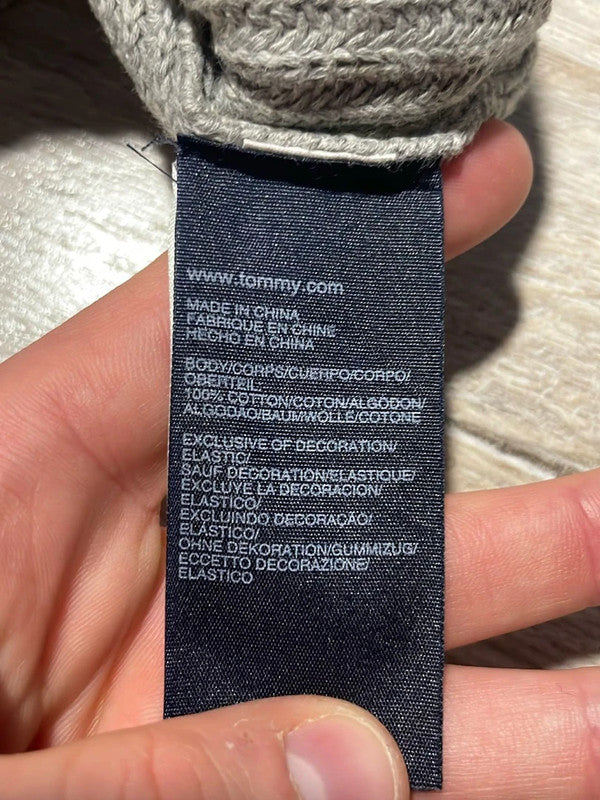 www.tommy.com
MADE IN CHINA
FABRIQUE EN CHINE
HECHO EN CHINA
BODY/CORPS/CUERPO/CORPO/
OBERTEIL:
100% COTTON/COTON/ALGODON/
ALGODAO/BAUMWOLLE/COTONE
EXCLUSIVE OF DECORATION/
ELASTIC/
SAUF DECORATION/ELASTIQUE/
EXCLUYE LA DECORACION/
ELASTICO/
EXCLUINDO DECORAÇÃO/
ELASTICO/
OHNE DEKORATION/GUMMIZUG/
ECCETTO DECORAZIONE/
ELASTICO